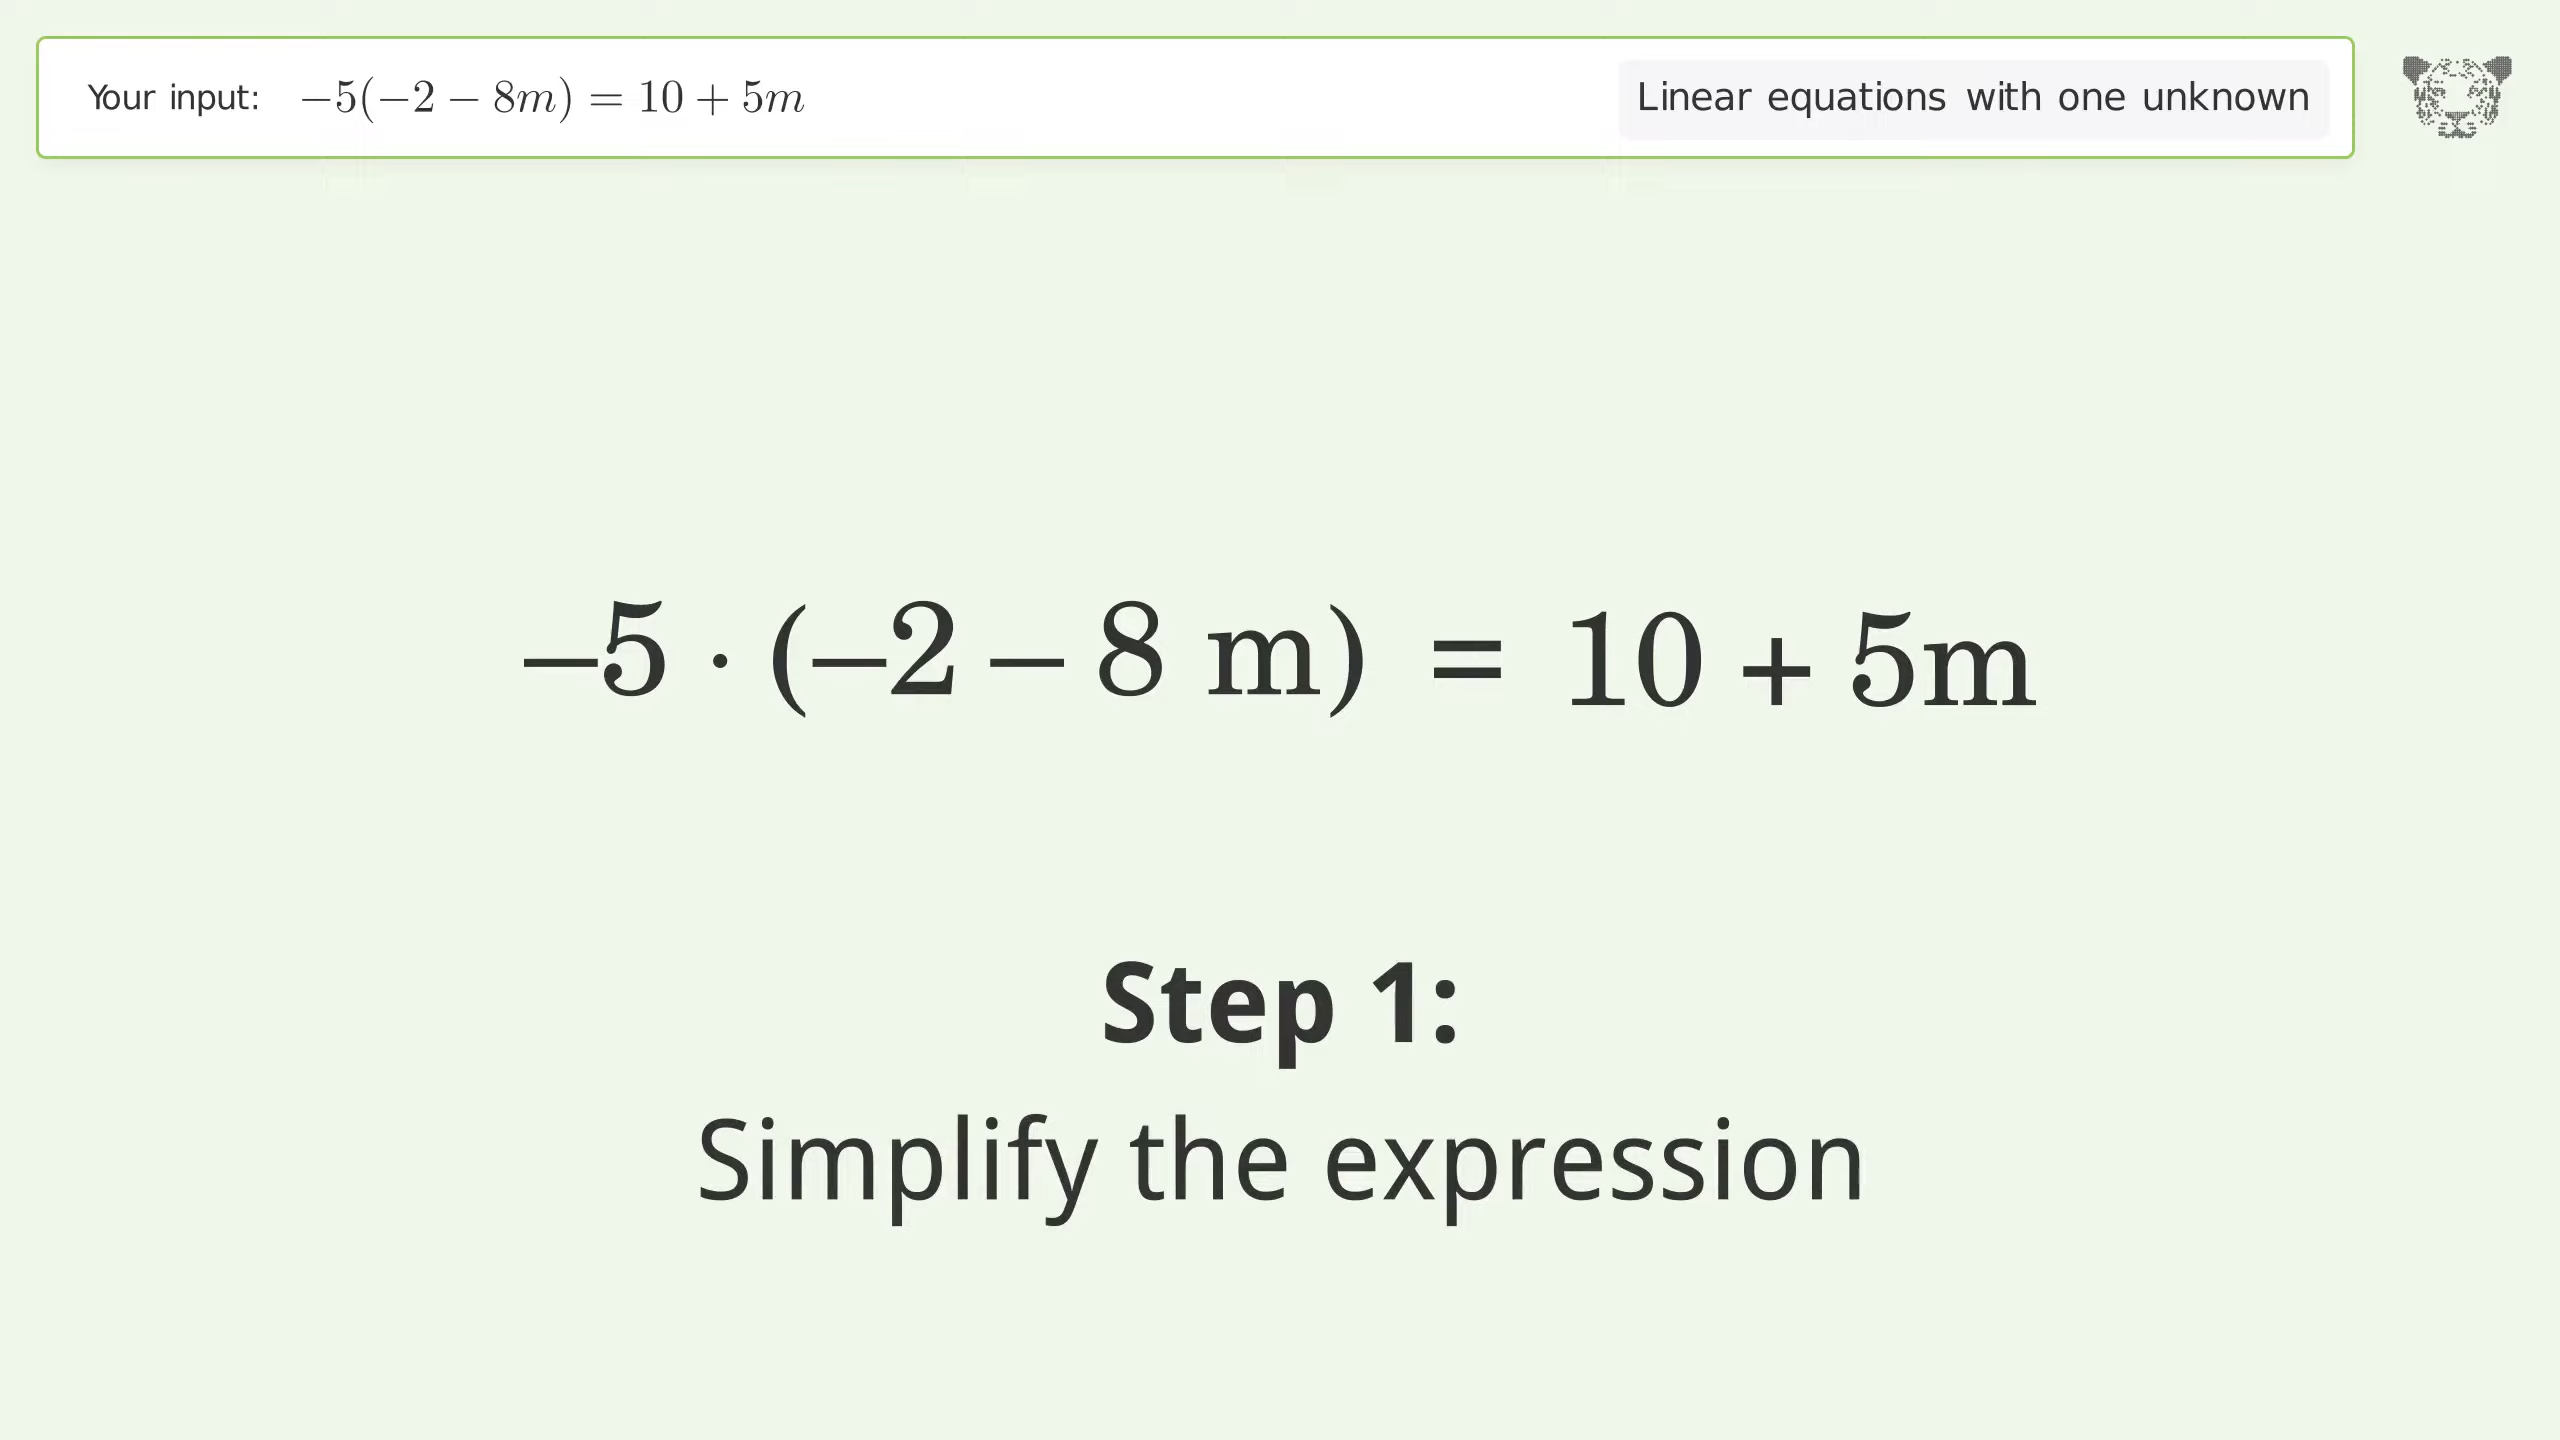 Your input: −5(−2 − 8m) = 10 + 5m
Linear equations with one unknown
−5 · (−2 − 8 m) = 10 + 5m
Step 1:
Simplify the expression